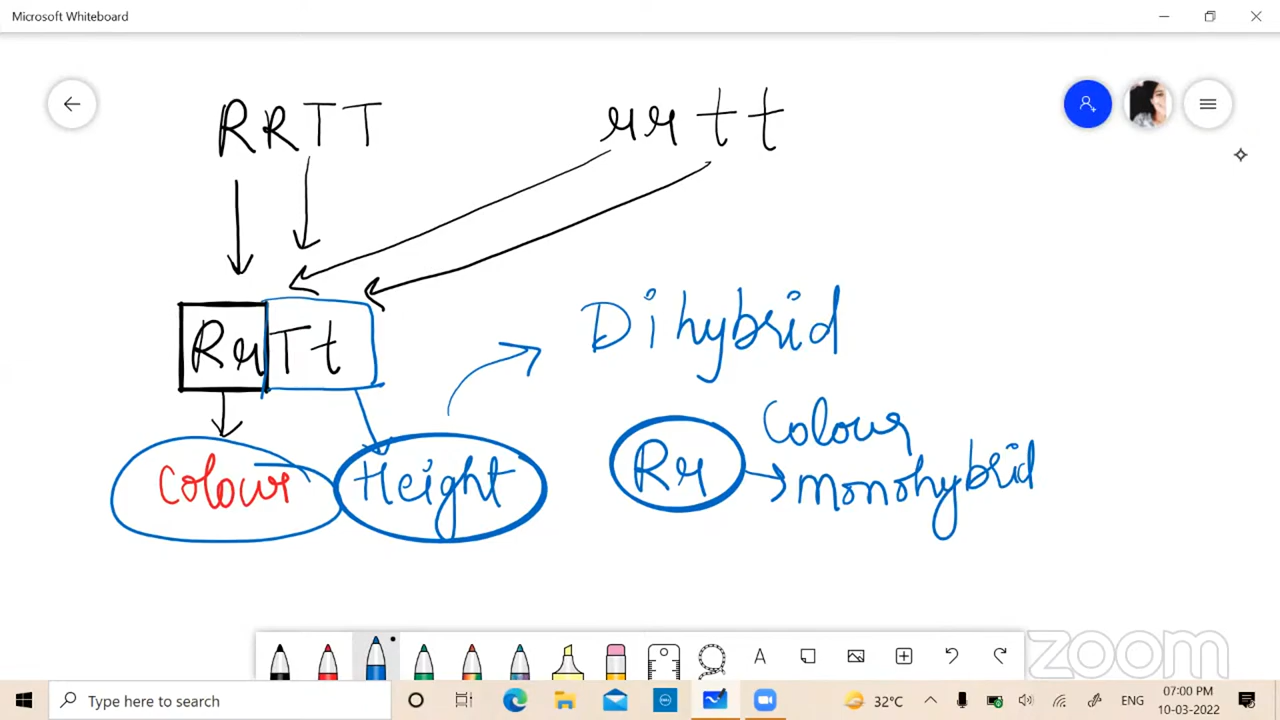 Microsoft Whiteboard
RRTT
rrtt
RrTt
Dihybrid
Colour
Height
Rr
Colour
monohybrid
zoom
Type here to search
32°C
ENG
07:00 PM
10-03-2022